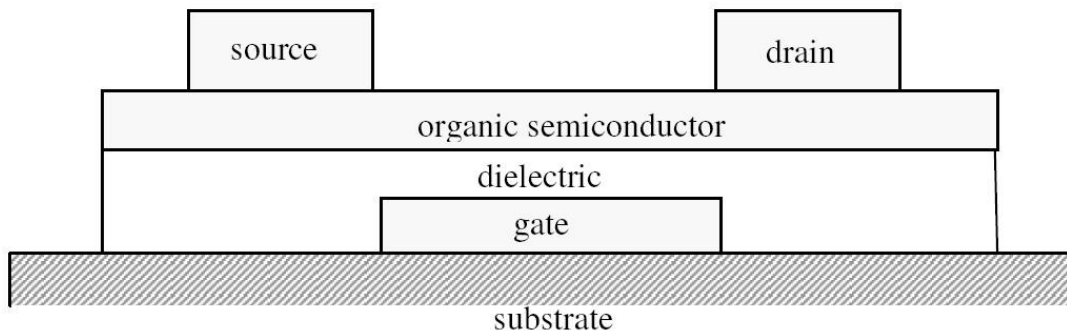 source
drain
organic semiconductor
dielectric
gate
substrate